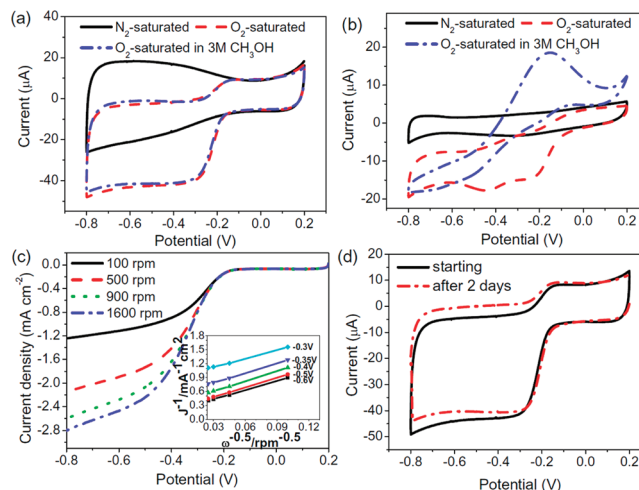 (a)
N2-saturated
O2-saturated
O2-saturated in 3M CH3OH
Current (μA)
20
0
-20
-40
-60
-0.8
-0.6
-0.4
-0.2
0.0
0.2
Potential (V)
(b)
N2-saturated
O2-saturated
O2-saturated in 3M CH3OH
Current (μA)
20
10
0
-10
-20
-0.8
-0.6
-0.4
-0.2
0.0
0.2
Potential (V)
(c)
100 rpm
500 rpm
900 rpm
1600 rpm
Current density (mA cm-2)
0.0
-0.4
-0.8
-1.2
-1.6
-2.0
-2.4
-2.8
-0.8
-0.6
-0.4
-0.2
0.0
0.2
Potential (V)
J-1/mA-1cm2
1.8
1.5
1.2
0.9
0.6
0.3
0.0
0.03
0.06
0.09
0.12
ω-0.5/rpm-0.5
-0.3V
-0.35V
-0.4V
-0.5V
-0.6V
(d)
starting
after 2 days
Current (μA)
20
10
0
-10
-20
-30
-40
-50
-0.8
-0.6
-0.4
-0.2
0.0
0.2
Potential (V)